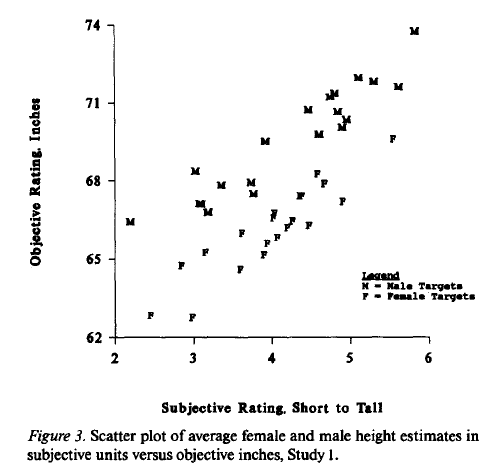 74
71
68
65
62
Objective Rating, Inches
Legend
M = Male Targets
F = Female Targets
2 3 4 5 6
Subjective Rating, Short to Tall
Figure 3. Scatter plot of average female and male height estimates in
subjective units versus objective inches, Study 1.